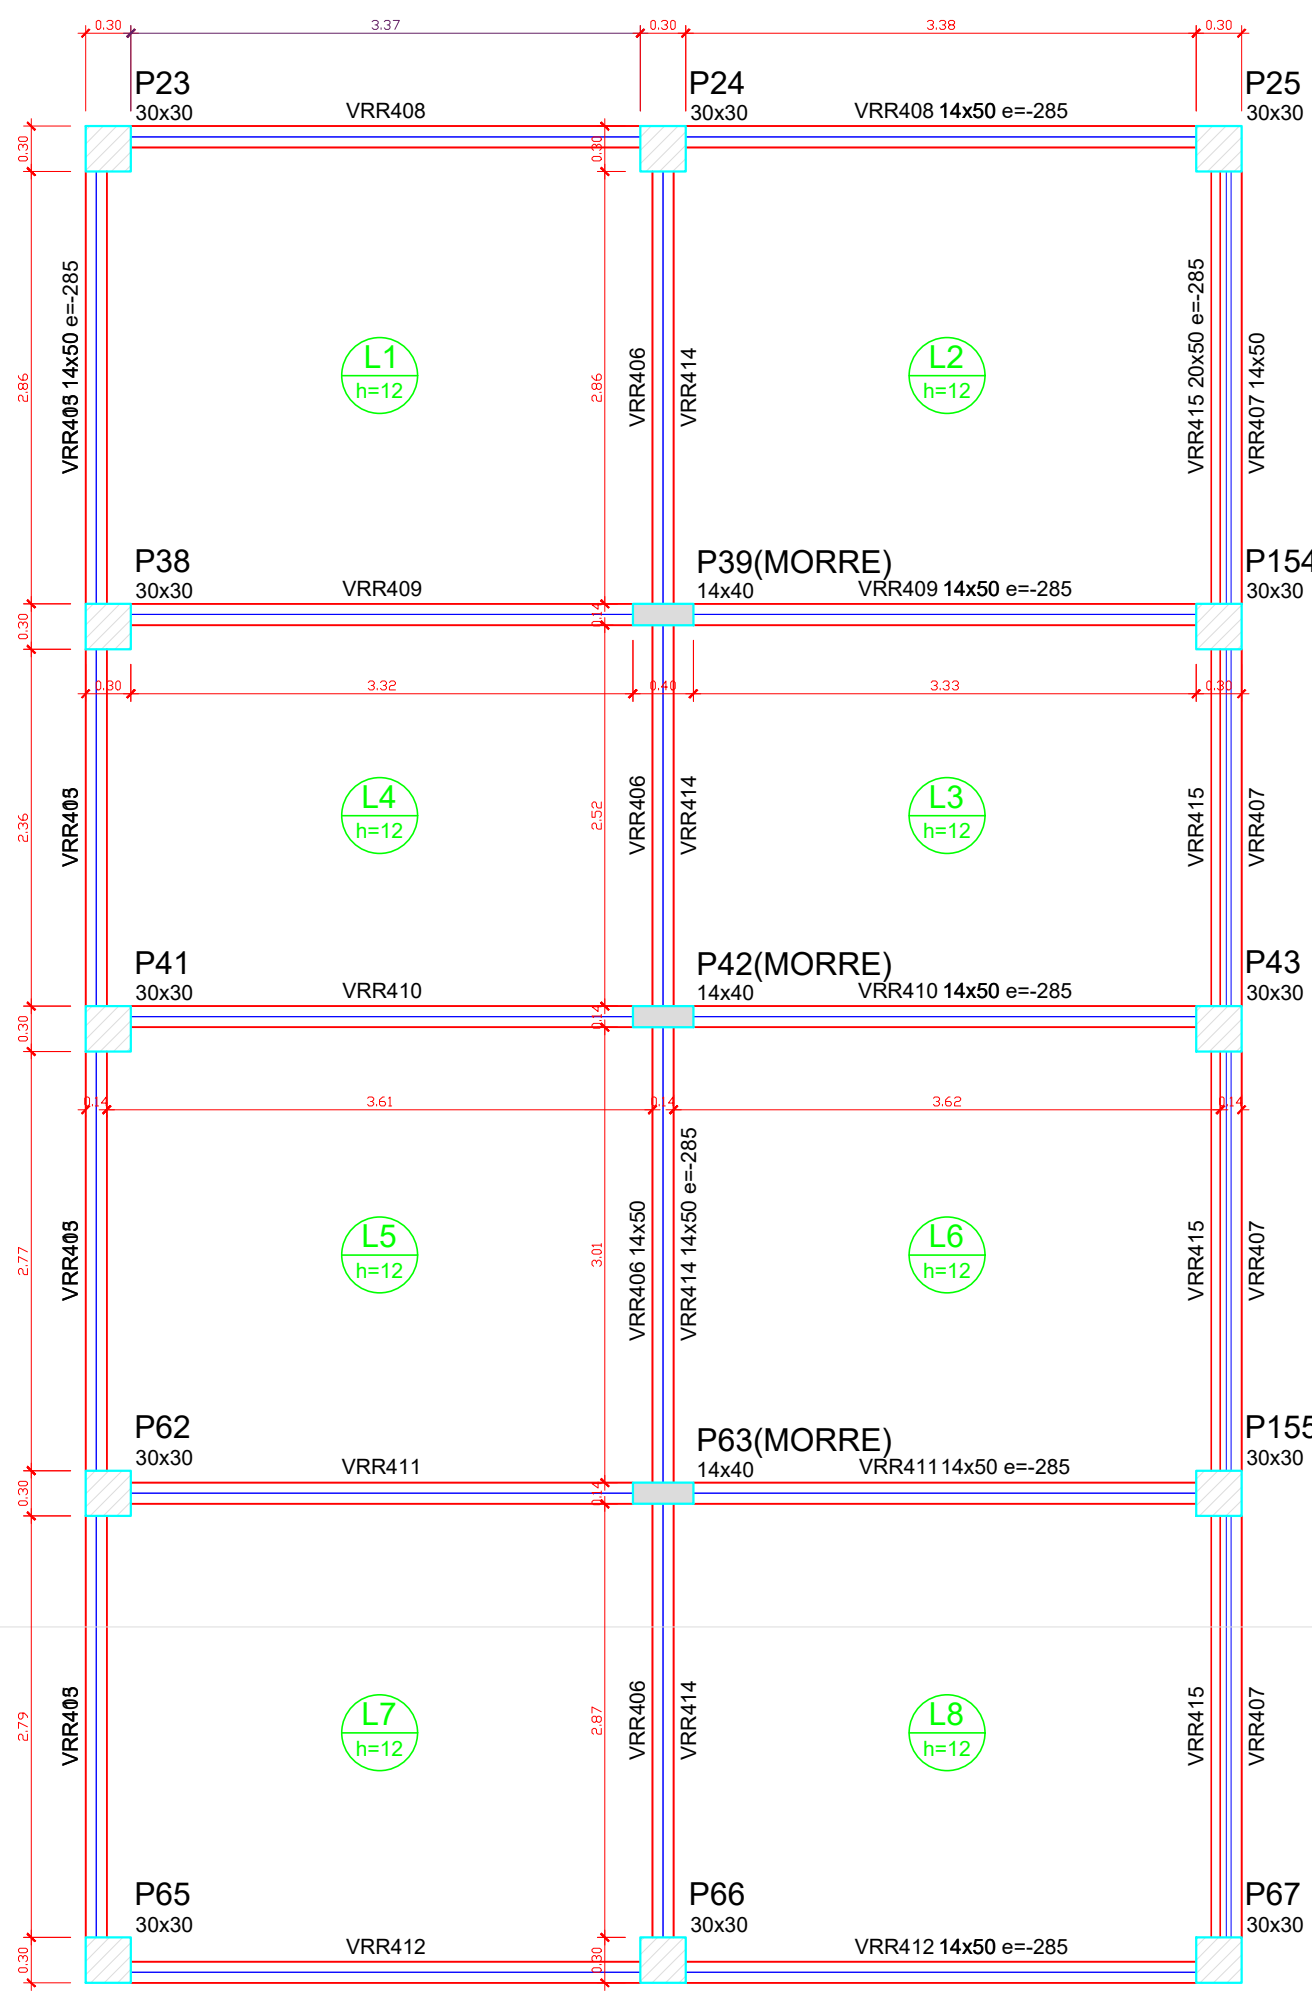 0.30 3.37 0.30 3.38 0.30
P23 P24 P25
30x30 VRR408 30x30 VRR408 14x50 e=-285 30x30
0.30 0.30
14x50 e=-285
VRR415 20x50 e=-285
VRR407 14x50
L1 L2
h=12 h=12
2.86 2.86 VRR406 VRR414
P38 P39(MORRE) P154
30x30 VRR409 14x40 VRR409 14x50 e=-285 30x30
0.30 0.14
0.30 3.32 0.40 3.33 0.30
L4 L3
h=12 h=12
2.36 2.52 VRR406 VRR414 VRR415 VRR407
P41 P42(MORRE) P43
30x30 VRR410 14x40 VRR410 14x50 e=-285 30x30
0.30 0.14
0.14 3.61 0.14 3.62 0.14
VRR406 14x50
VRR414 14x50 e=-285
L5 L6
h=12 h=12
2.77 3.01 VRR415 VRR407
P62 P63(MORRE) P155
30x30 VRR411 14x40 VRR411 14x50 e=-285 30x30
0.30 0.14
L7 L8
h=12 h=12
2.79 2.87 VRR406 VRR414 VRR415 VRR407
P65 P66 P67
30x30 VRR412 30x30 VRR412 14x50 e=-285 30x30
0.30 0.30